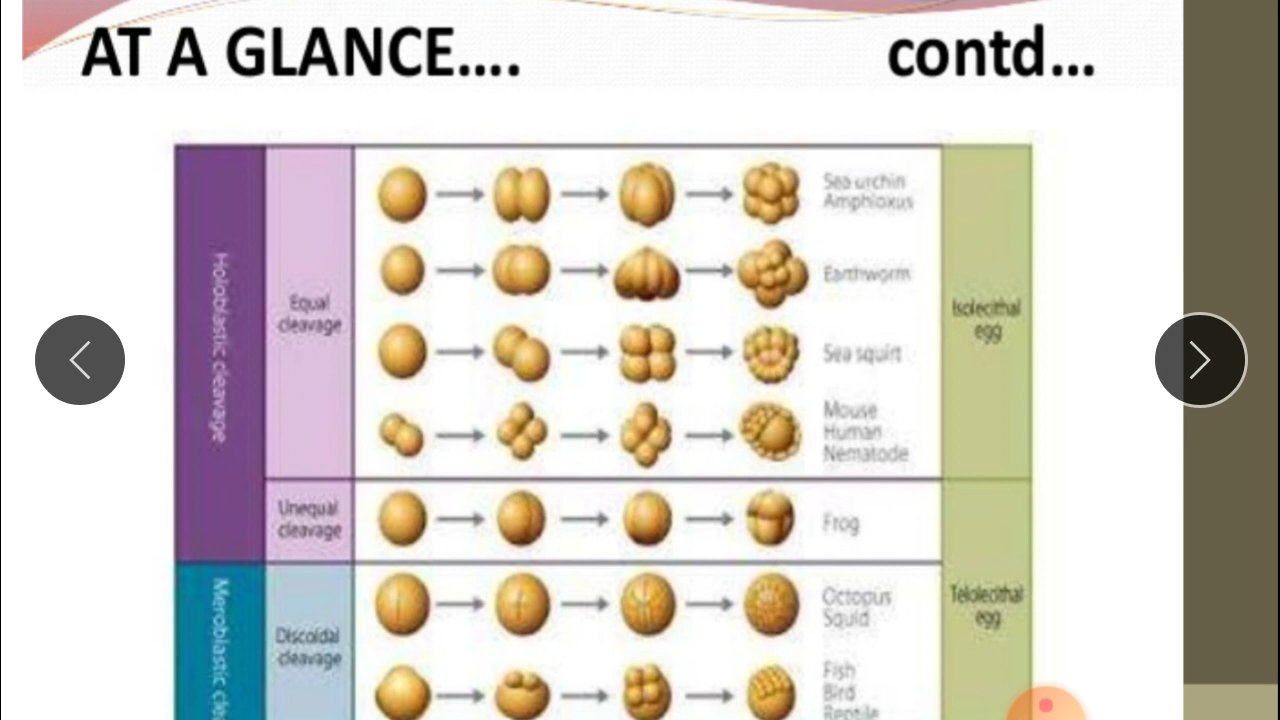 AT A GLANCE.... contd...
Holoblastic cleavage
Equal
cleavage
Sea urchin
Amphioxus
Earthworm
Sea squirt
Mouse
Human
Nematode
Isolecithal
egg
Unequal
cleavage
Frog
Meroblastic clea
Discoidal
cleavage
Octopus
Squid
Fish
Bird
Reptile
Telolecithal
egg